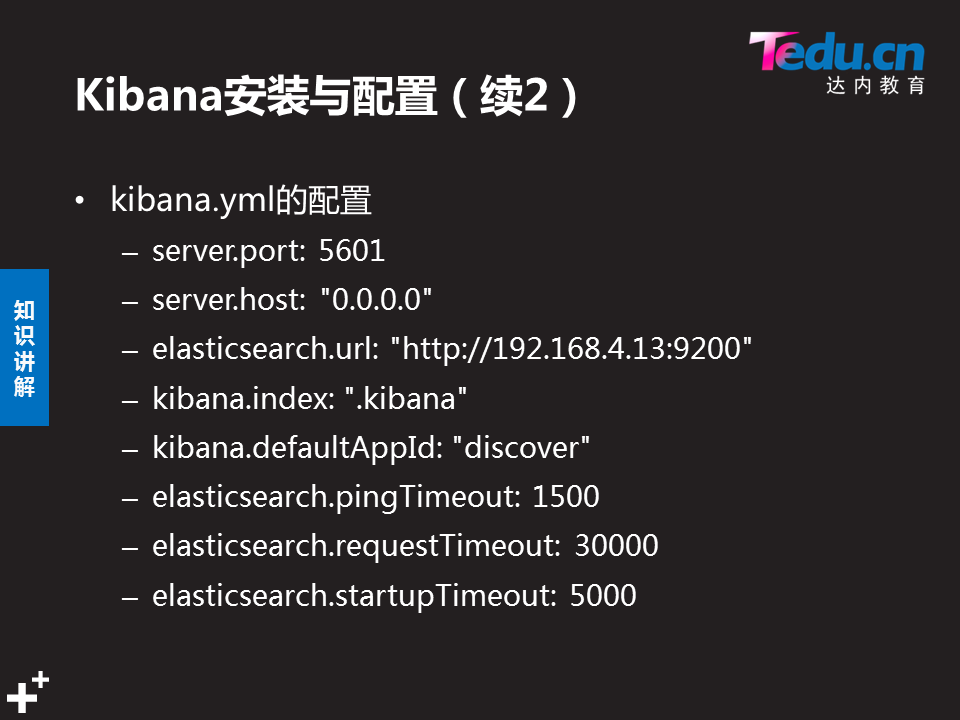 Tedu.cn
达内教育
Kibana安装与配置（续2）
• kibana.yml的配置
– server.port: 5601
– server.host: "0.0.0.0"
– elasticsearch.url: "http://192.168.4.13:9200"
– kibana.index: ".kibana"
– kibana.defaultAppId: "discover"
– elasticsearch.pingTimeout: 1500
– elasticsearch.requestTimeout: 30000
– elasticsearch.startupTimeout: 5000
知
识
讲
解